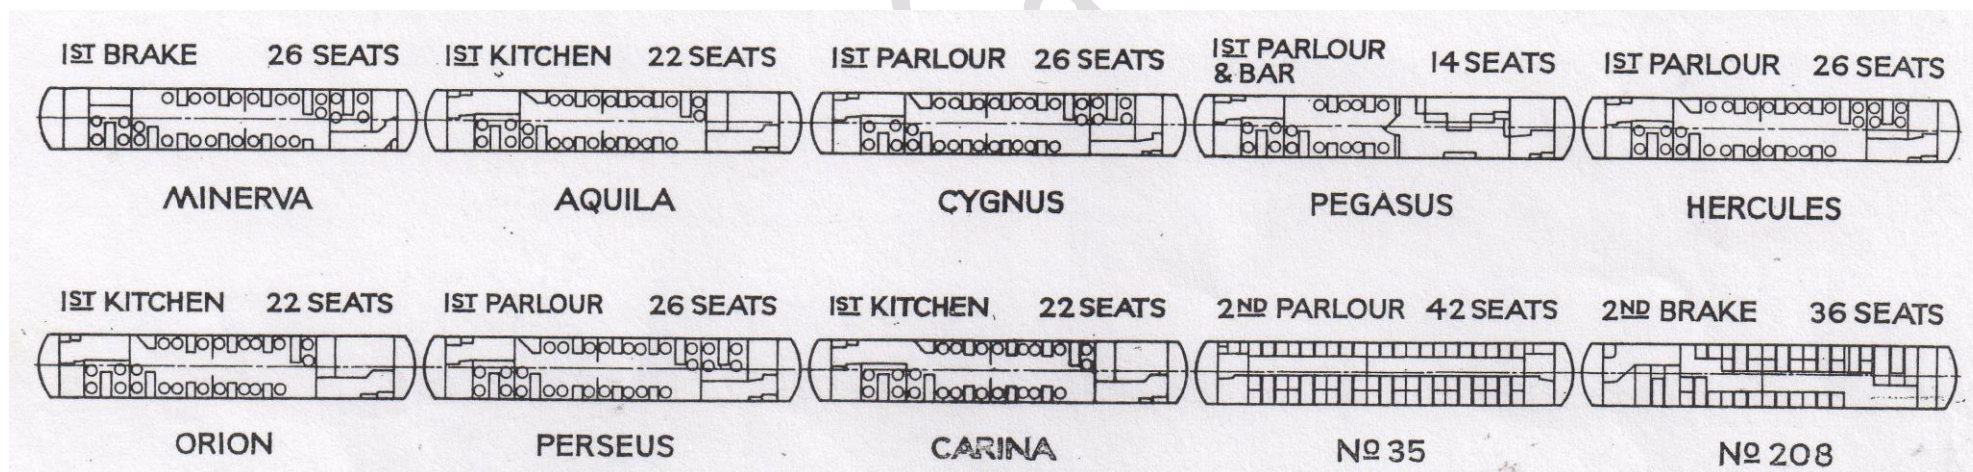 1ST BRAKE 26 SEATS
1ST KITCHEN 22 SEATS
1ST PARLOUR 26 SEATS
1ST PARLOUR
& BAR 14 SEATS
1ST PARLOUR 26 SEATS
MINERVA
AQUILA
CYGNUS
PEGASUS
HERCULES
1ST KITCHEN 22 SEATS
1ST PARLOUR 26 SEATS
1ST KITCHEN 22 SEATS
2ND PARLOUR 42 SEATS
2ND BRAKE 36 SEATS
ORION
PERSEUS
CARINA
No 35
No 208